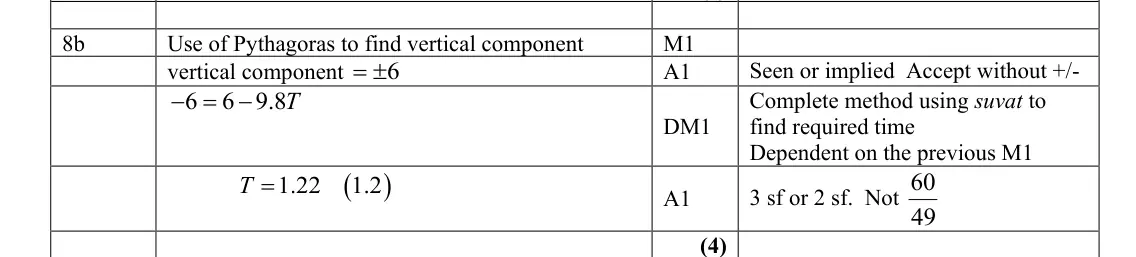 8b Use of Pythagoras to find vertical component M1
vertical component = ±6 A1 Seen or implied Accept without +/-
−6 = 6 − 9.8T DM1 Complete method using suvat to
find required time
Dependent on the previous M1
T = 1.22 (1.2) A1 3 sf or 2 sf. Not 60/49
(4)